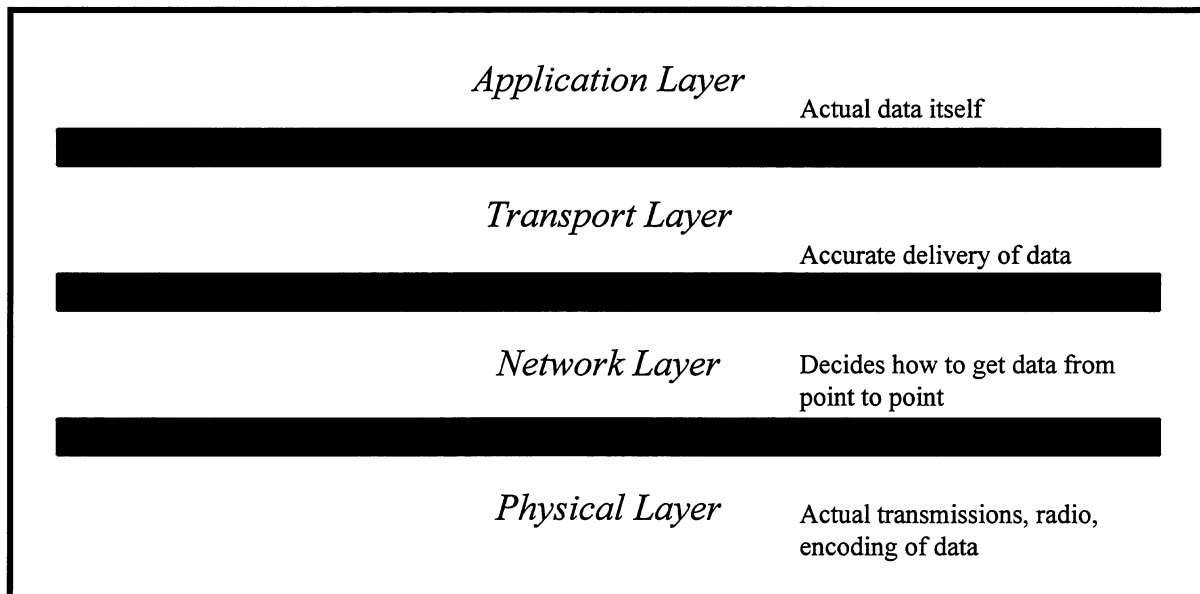 Application Layer
Actual data itself
Transport Layer
Accurate delivery of data
Network Layer
Decides how to get data from
point to point
Physical Layer
Actual transmissions, radio,
encoding of data